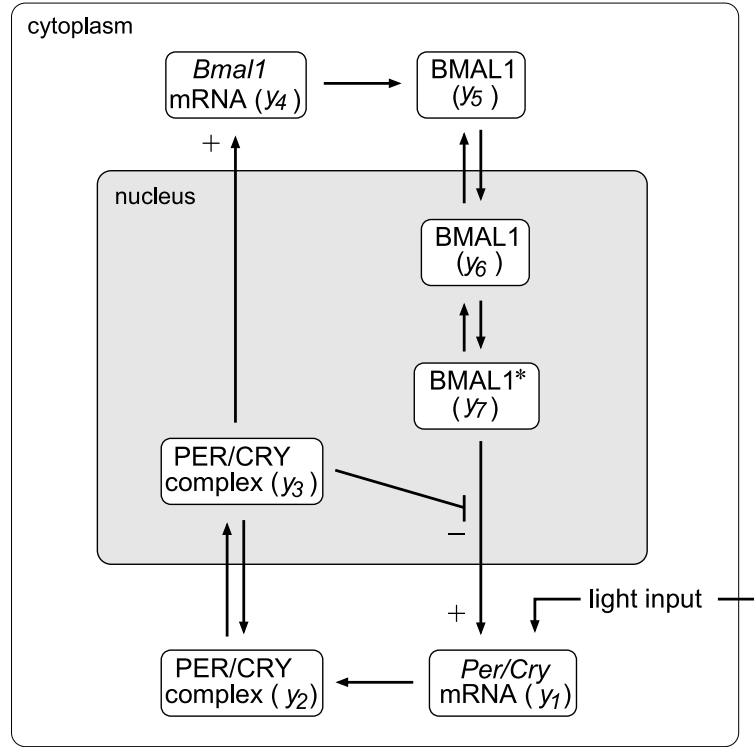 cytoplasm
Bmal1
mRNA (y4)
BMAL1
(y5)
+
nucleus
BMAL1
(y6)
BMAL1*
(y7)
PER/CRY
complex (y3)
−
+
light input
PER/CRY
complex (y2)
Per/Cry
mRNA (y1)